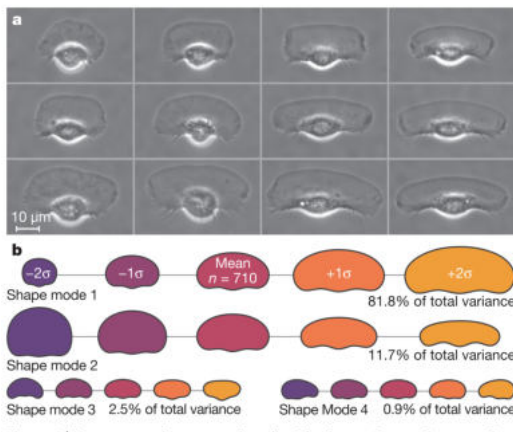 a
10 μm
b
−2σ
−1σ
Mean
n = 710
+1σ
+2σ
Shape mode 1
81.8% of total variance
Shape mode 2
11.7% of total variance
Shape mode 3 2.5% of total variance
Shape Mode 4 0.9% of total variance